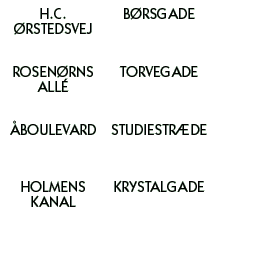 H.C.
ØRSTEDSVEJ
BØRSGADE
ROSENØRNS
ALLÉ
TORVEGADE
ÅBOULEVARD
STUDIESTRÆDE
HOLMENS
KANAL
KRYSTALGADE